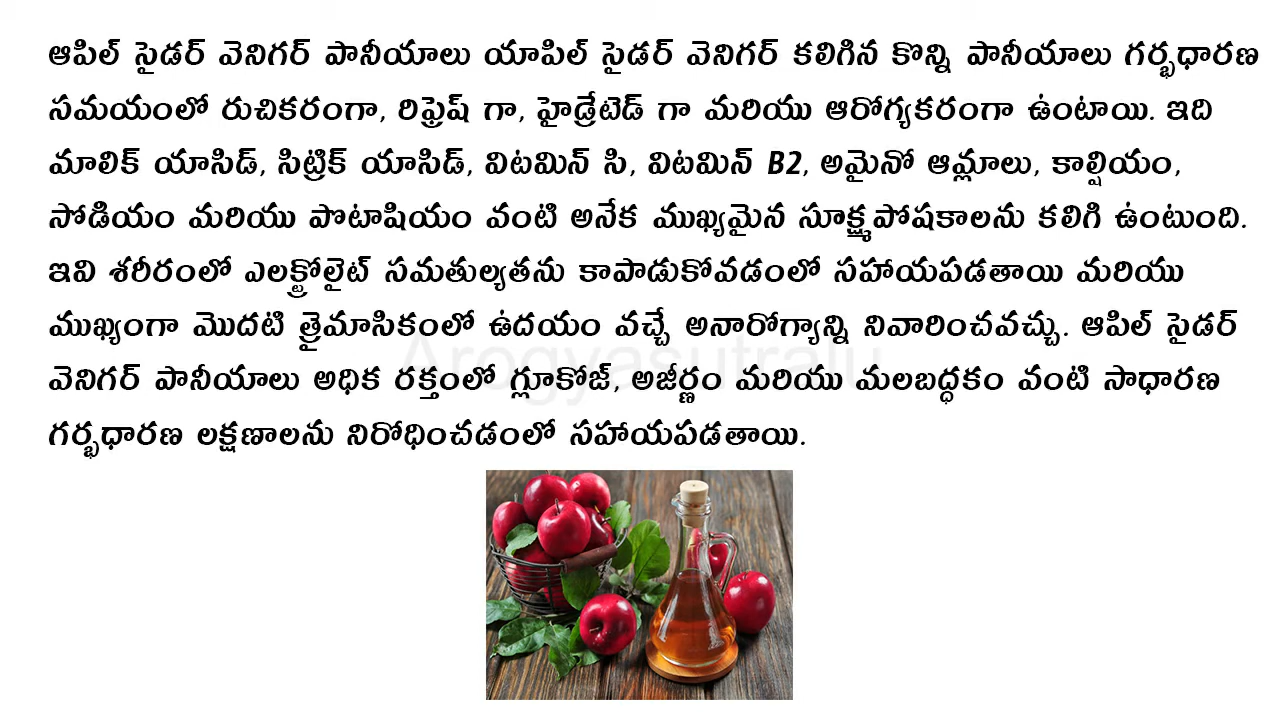 ఆపిల్ సైడర్ వెనిగర్ పానీయాలు యాపిల్ సైడర్ వెనిగర్ కలిగిన కొన్ని పానీయాలు గర్భధారణ
సమయంలో రుచికరంగా, రిఫ్రెష్ గా, హైడ్రేటెడ్ గా మరియు ఆరోగ్యకరంగా ఉంటాయి. ఇది
మాలిక్ యాసిడ్, సిట్రిక్ యాసిడ్, విటమిన్ సి, విటమిన్ B2, అమైనో ఆమ్లాలు, కాల్షియం,
సోడియం మరియు పొటాషియం వంటి అనేక ముఖ్యమైన సూక్ష్మపోషకాలను కలిగి ఉంటుంది.
ఇవి శరీరంలో ఎలక్ట్రోలైట్ సమతుల్యతను కాపాడుకోవడంలో సహాయపడతాయి మరియు
ముఖ్యంగా మొదటి త్రైమాసికంలో ఉదయం వచ్చే అనారోగ్యాన్ని నివారించవచ్చు. ఆపిల్ సైడర్
Arogyasutralu
వెనిగర్ పానీయాలు అధిక రక్తంలో గ్లూకోజ్, అజీర్ణం మరియు మలబద్ధకం వంటి సాధారణ
గర్భధారణ లక్షణాలను నిరోధించడంలో సహాయపడతాయి.